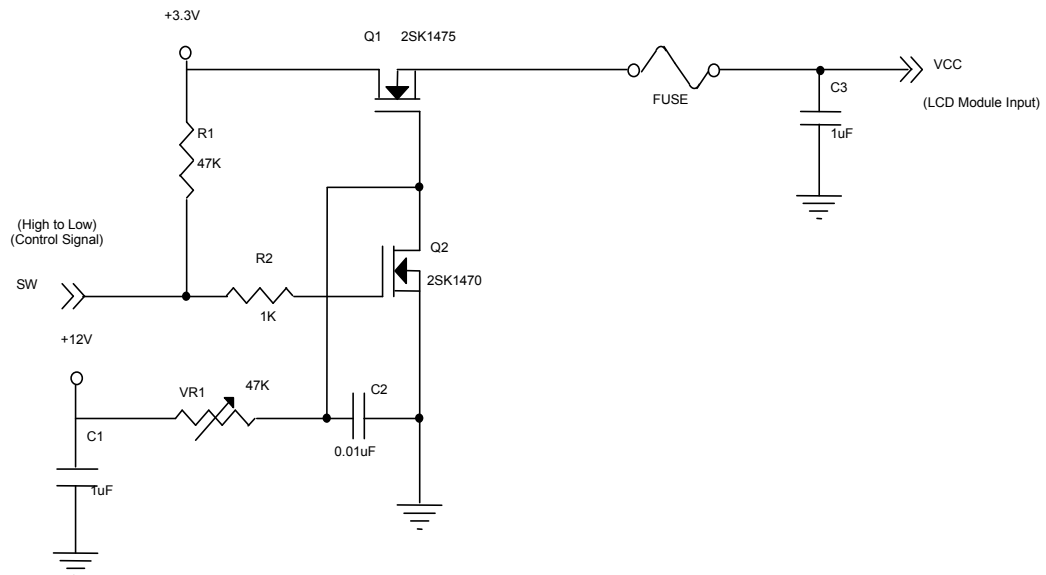 +3.3V
Q1 2SK1475
VCC
FUSE
C3
(LCD Module Input)
1uF
R1
47K
(High to Low)
(Control Signal)
Q2
R2
SW
2SK1470
1K
+12V
VR1
47K
C2
C1
0.01uF
1uF